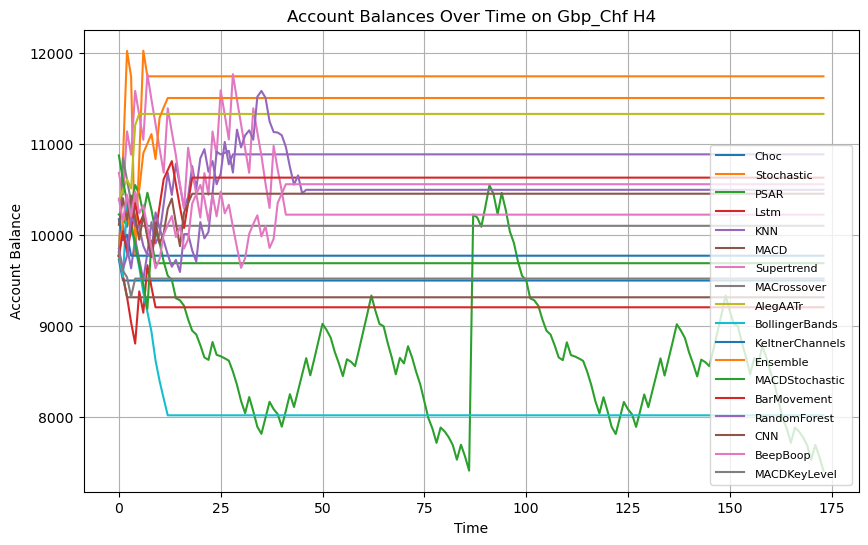 Account Balances Over Time on Gbp_Chf H4
12000
11000
10000
9000
8000
Account Balance
0
25
50
75
100
125
150
175
Time
Choc
Stochastic
PSAR
Lstm
KNN
MACD
Supertrend
MACrossover
AlegAATr
BollingerBands
KeltnerChannels
Ensemble
MACDStochastic
BarMovement
RandomForest
CNN
BeepBoop
MACDKeyLevel